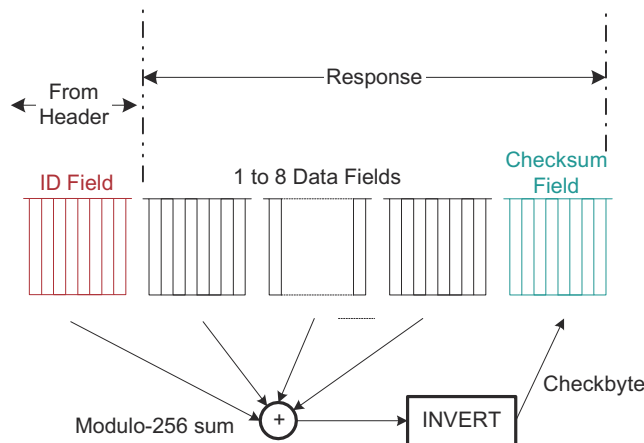 From
Header
Response
ID Field
1 to 8 Data Fields
Checksum
Field
Modulo-256 sum
+
INVERT
Checkbyte